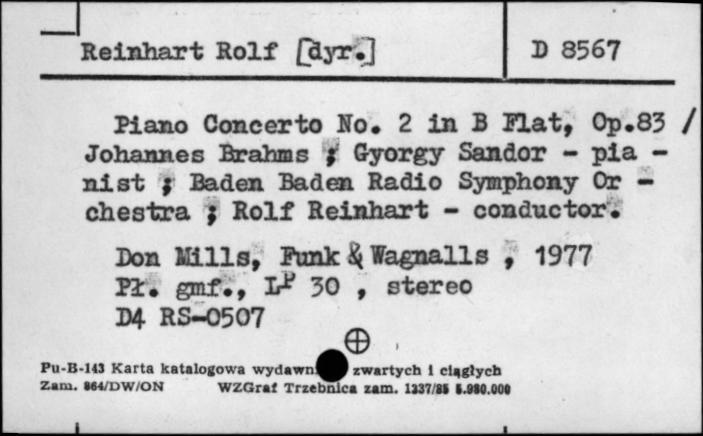 Reinhart Rolf [dyr.] D 8567
Piano Concerto No. 2 in B Flat, Op.83 /
Johannes Brahms ; Gyorgy Sandor - pia -
nist ; Baden Baden Radio Symphony Or -
chestra ; Rolf Reinhart - conductor.
Don Mills, Funk & Wagnalls , 1977
Pł. gmf., LP 30 , stereo
D4 RS-0507
Pu-B-143 Karta katalogowa wydawn. zwartych i ciągłych
Zam. 864/DW/ON WZGraf Trzebnica zam. 1337/85 5.980.000